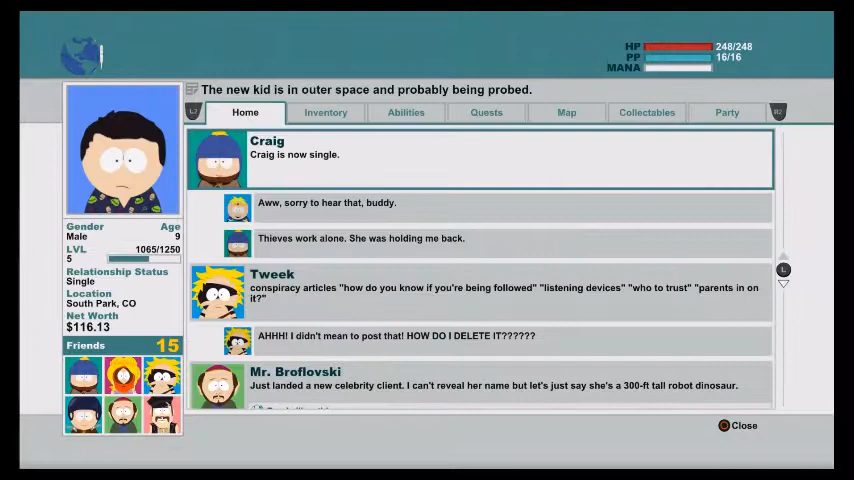 HP 248/248
PP 16/16
MANA
The new kid is in outer space and probably being probed.
L2 Home Inventory Abilities Quests Map Collectables Party R2
Craig
Craig is now single.
Aww, sorry to hear that, buddy.
Thieves work alone. She was holding me back.
Tweek
conspiracy articles "how do you know if you're being followed" "listening devices" "who to trust" "parents in on
it?"
AHHH! I didn't mean to post that! HOW DO I DELETE IT??????
Mr. Broflovski
Just landed a new celebrity client. I can't reveal her name but let's just say she's a 300-ft tall robot dinosaur.
Gender Age
Male 9
LVL 1065/1250
5
Relationship Status
Single
Location
South Park, CO
Net Worth
$116.13
Friends 15
L
Close